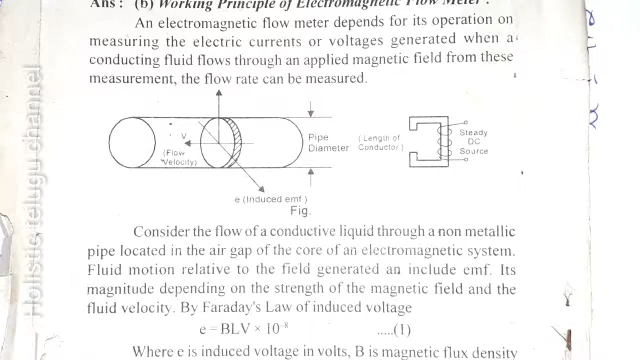 Ans : (b) Working Principle of Electromagnetic Flow Meter :
An electromagnetic flow meter depends for its operation on
measuring the electric currents or voltages generated when a
conducting fluid flows through an applied magnetic field from these
measurement, the flow rate can be measured.
V
(Flow
Velocity)
Pipe
Diameter
(Length of
Conductor)
Steady
DC
Source
e (Induced emf)
Fig.
Consider the flow of a conductive liquid through a non metallic
pipe located in the air gap of the core of an electromagnetic system.
Fluid motion relative to the field generated an include emf. Its
magnitude depending on the strength of the magnetic field and the
fluid velocity. By Faraday's Law of induced voltage
e = BLV × 10⁻⁸ .....(1)
Where e is induced voltage in volts, B is magnetic flux density
Holistic telugu channel